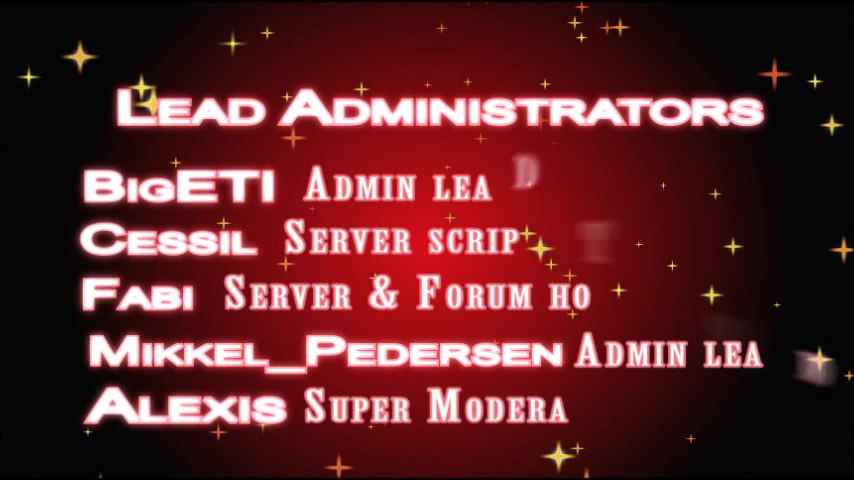 Lead Administrators
BigETI Admin lea D
Cessil Server scrip
Fabi Server & Forum ho
Mikkel_Pedersen Admin lea
Alexis Super Modera